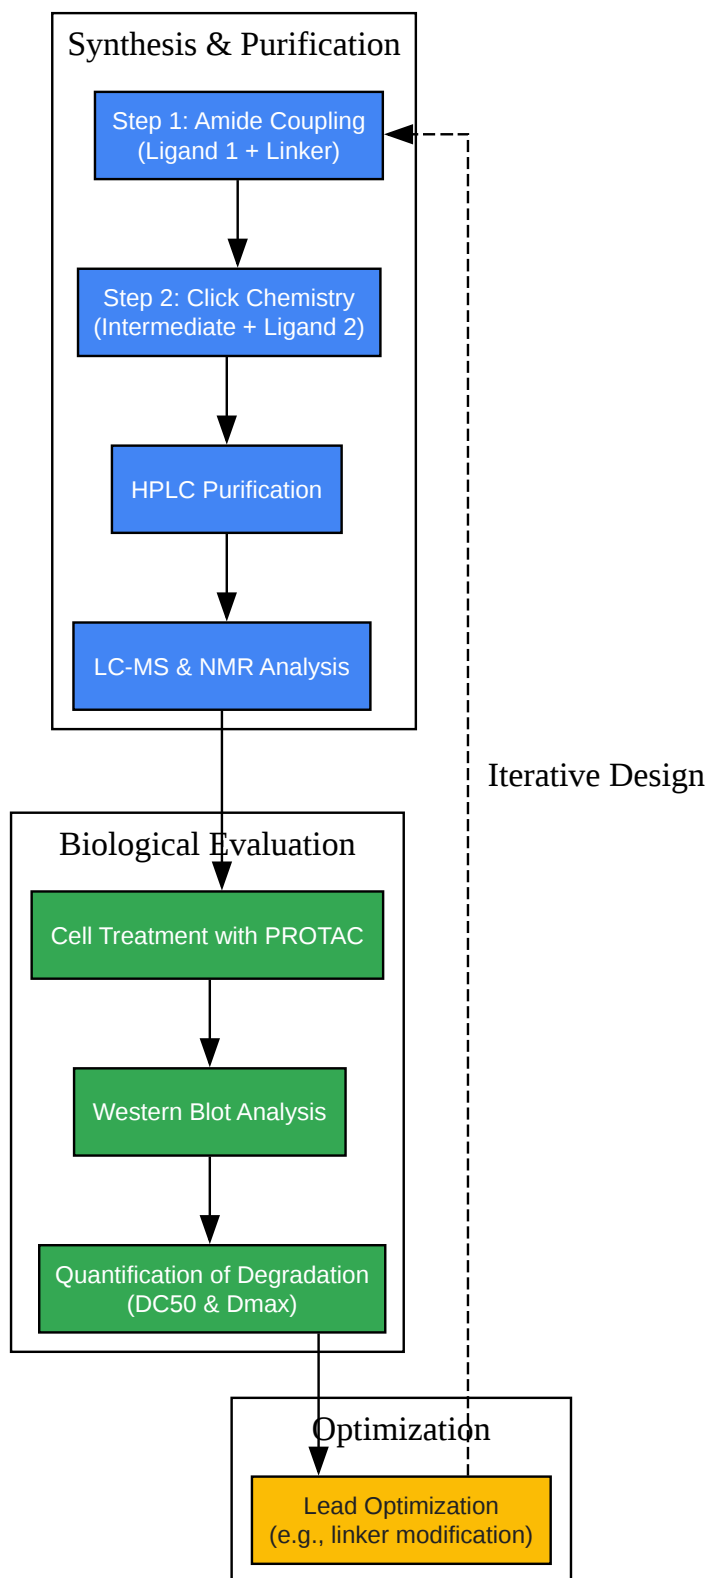 Synthesis & Purification
Step 1: Amide Coupling
(Ligand 1 + Linker)
Step 2: Click Chemistry
(Intermediate + Ligand 2)
HPLC Purification
LC-MS & NMR Analysis
Iterative Design
Biological Evaluation
Cell Treatment with PROTAC
Western Blot Analysis
Quantification of Degradation
(DC50 & Dmax)
Optimization
Lead Optimization
(e.g., linker modification)